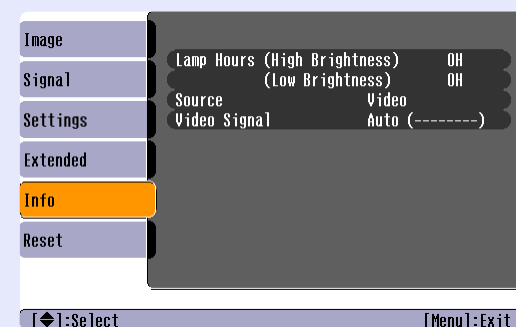 Image
Signal
Settings
Extended
Info
Reset
Lamp Hours (High Brightness) 0H
(Low Brightness) 0H
Source Video
Video Signal Auto (--------)
[◆]:Select [Menu]:Exit